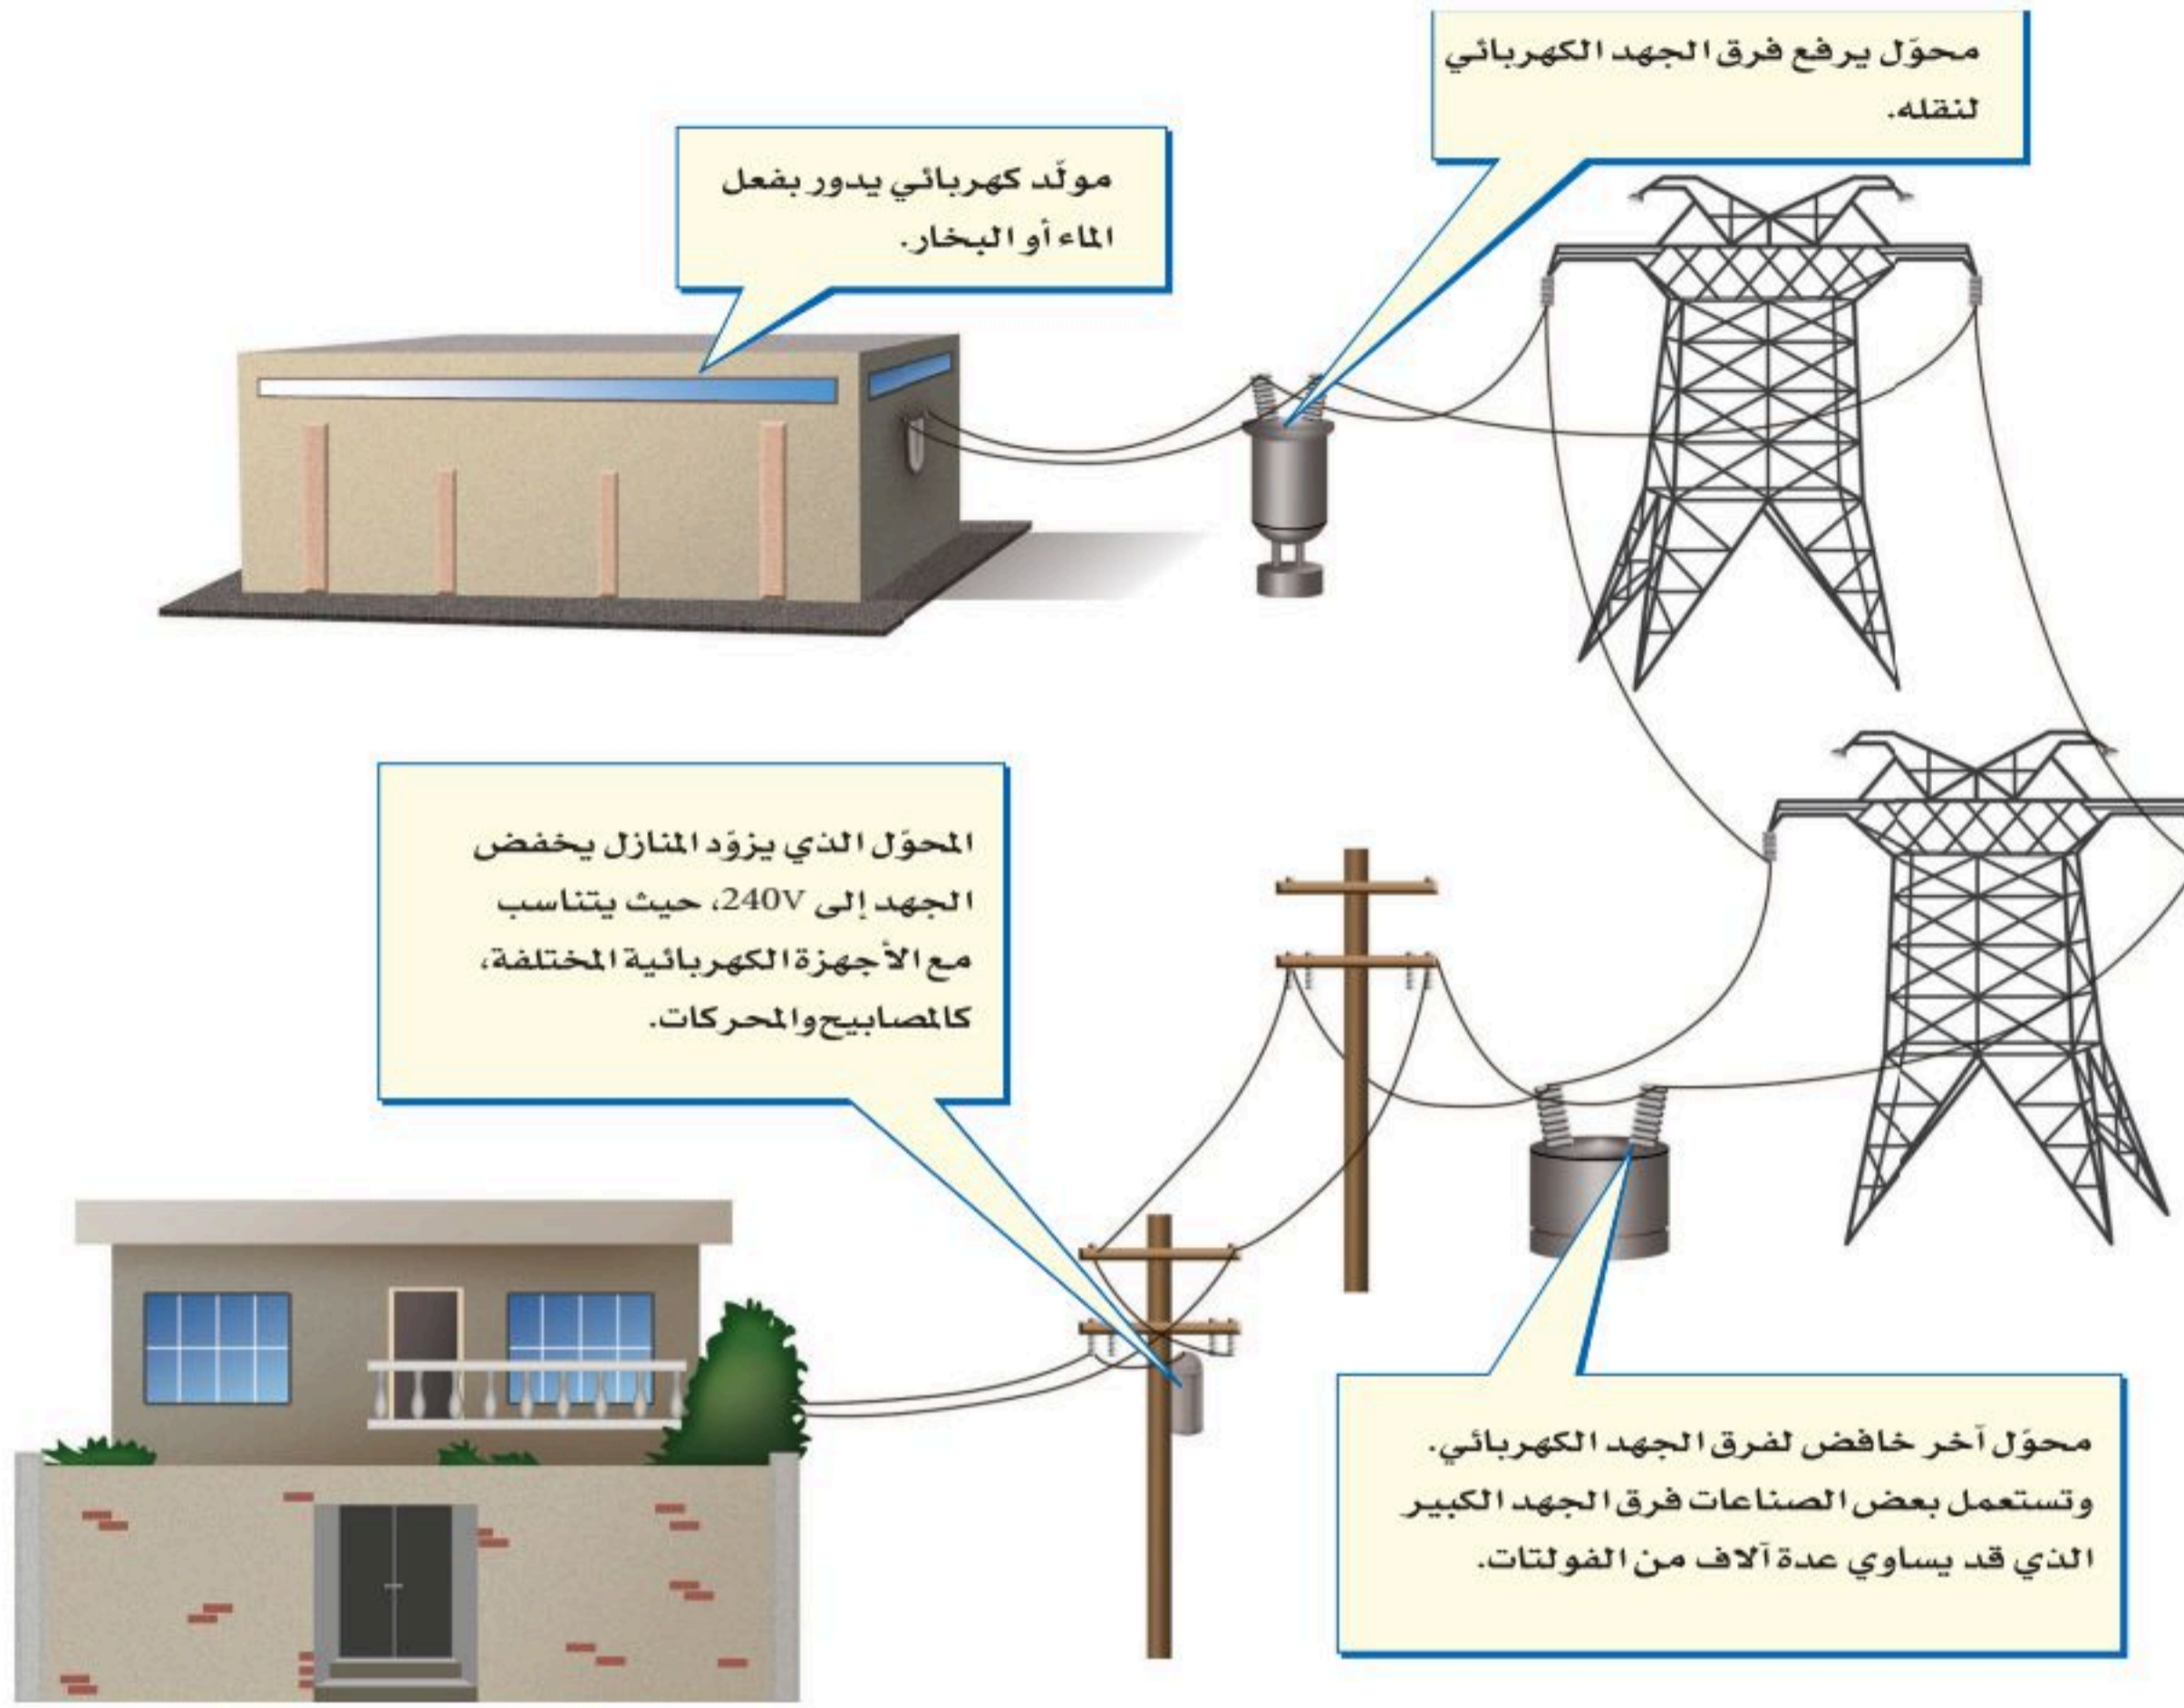 محوّل يرفع فرق الجهد الكهربائي
لنقله.
مولّد كهربائي يدور بفعل
الماء أو البخار.
المحوّل الذي يزوّد المنازل يخفض
الجهد إلى 240V، حيث يتناسب
مع الأجهزة الكهربائية المختلفة،
كالمصابيح والمحركات.
محوّل آخر خافض لفرق الجهد الكهربائي.
وتستعمل بعض الصناعات فرق الجهد الكبير
الذي قد يساوي عدة آلاف من الفولتات.